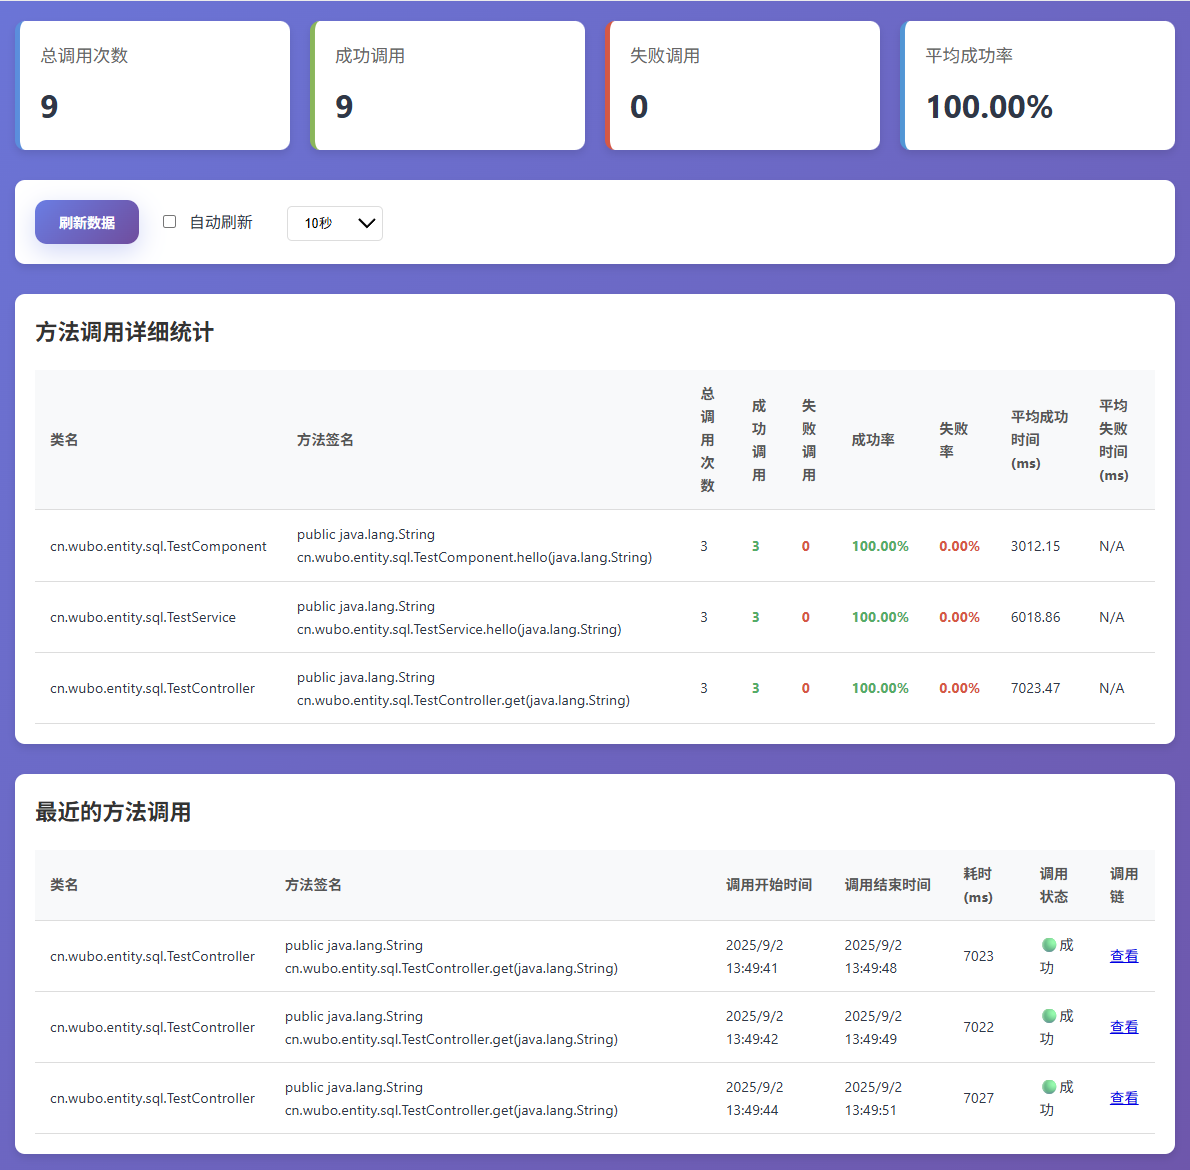 总调用次数
9
成功调用
9
失败调用
0
平均成功率
100.00%
刷新数据 自动刷新 10秒
方法调用详细统计
类名 方法签名 总调用次数 成功调用 失败调用 成功率 失败率 平均成功时间(ms) 平均失败时间(ms)
cn.wubo.entity.sql.TestComponent
public java.lang.String
cn.wubo.entity.sql.TestComponent.hello(java.lang.String)
3 3 0 100.00% 0.00% 3012.15 N/A
cn.wubo.entity.sql.TestService
public java.lang.String
cn.wubo.entity.sql.TestService.hello(java.lang.String)
3 3 0 100.00% 0.00% 6018.86 N/A
cn.wubo.entity.sql.TestController
public java.lang.String
cn.wubo.entity.sql.TestController.get(java.lang.String)
3 3 0 100.00% 0.00% 7023.47 N/A
最近的方法调用
类名 方法签名 调用开始时间 调用结束时间 耗时(ms) 调用状态 调用链
cn.wubo.entity.sql.TestController
public java.lang.String
cn.wubo.entity.sql.TestController.get(java.lang.String)
2025/9/2 13:49:41
2025/9/2 13:49:48
7023 成功 查看
cn.wubo.entity.sql.TestController
public java.lang.String
cn.wubo.entity.sql.TestController.get(java.lang.String)
2025/9/2 13:49:42
2025/9/2 13:49:49
7022 成功 查看
cn.wubo.entity.sql.TestController
public java.lang.String
cn.wubo.entity.sql.TestController.get(java.lang.String)
2025/9/2 13:49:44
2025/9/2 13:49:51
7027 成功 查看